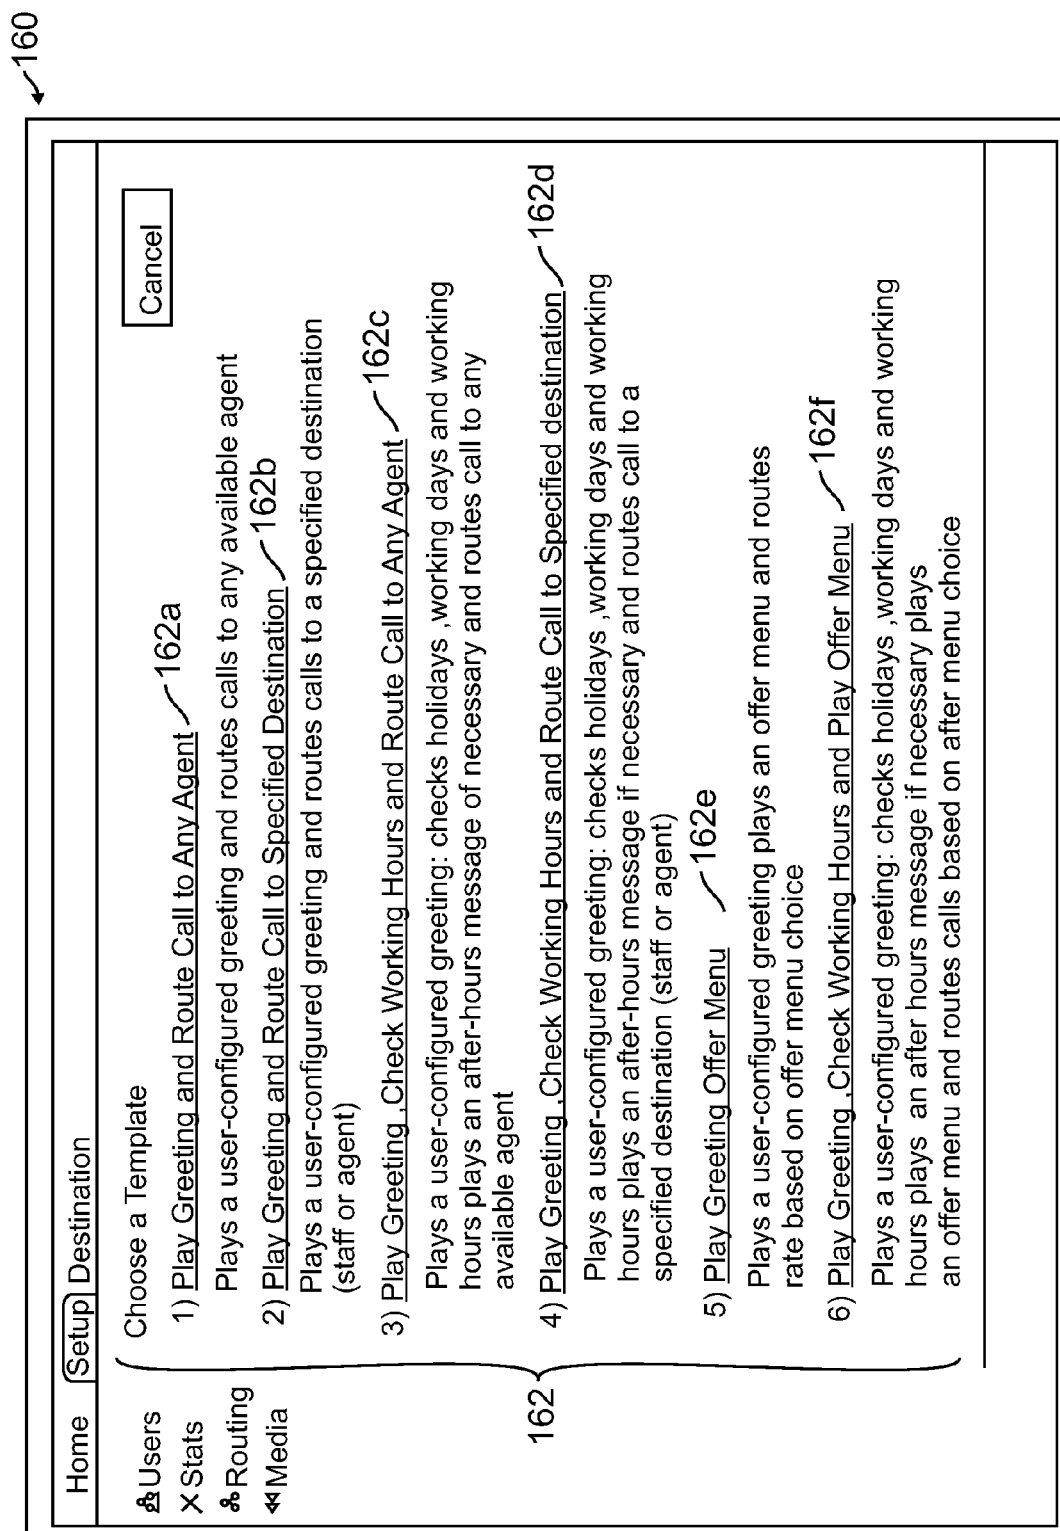 160
Home Setup Destination
Users
Stats
Routing
Media
Cancel
Choose a Template
162
1) Play Greeting and Route Call to Any Agent 162a
Plays a user-configured greeting and routes calls to any available agent
2) Play Greeting and Route Call to Specified Destination 162b
Plays a user-configured greeting and routes calls to a specified destination
(staff or agent)
3) Play Greeting ,Check Working Hours and Route Call to Any Agent 162c
Plays a user-configured greeting: checks holidays ,working days and working
hours plays an after-hours message of necessary and routes call to any
available agent
4) Play Greeting ,Check Working Hours and Route Call to Specified destination 162d
Plays a user-configured greeting: checks holidays ,working days and working
hours plays an after-hours message if necessary and routes call to a
specified destination (staff or agent)
5) Play Greeting Offer Menu 162e
Plays a user-configured greeting plays an offer menu and routes
rate based on offer menu choice
6) Play Greeting ,Check Working Hours and Play Offer Menu 162f
Plays a user-configured greeting: checks holidays ,working days and working
hours plays an after hours message if necessary plays
an offer menu and routes calls based on after menu choice